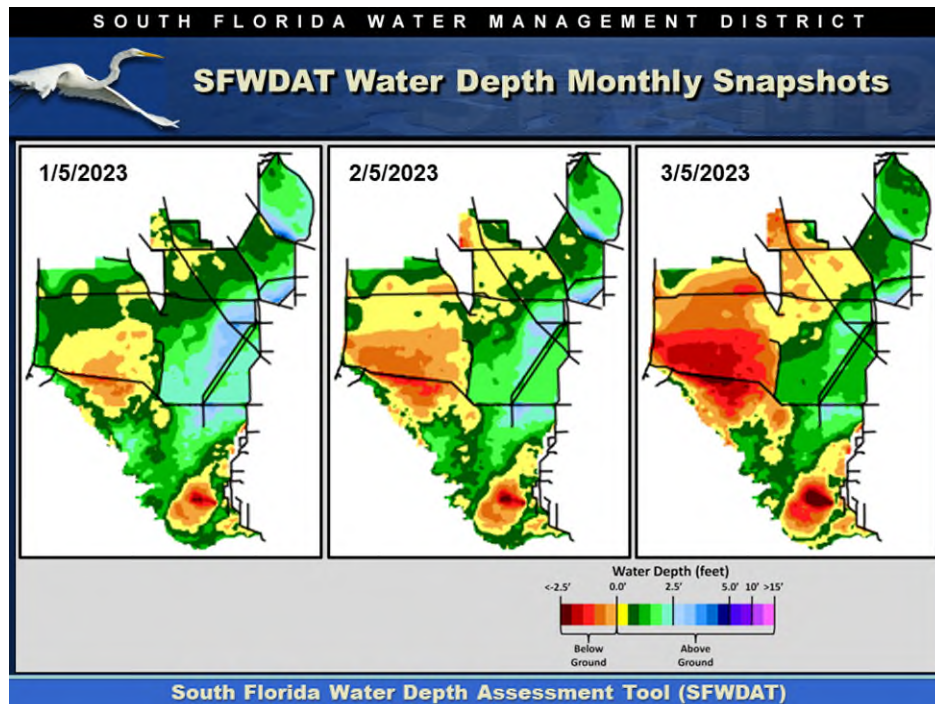 SOUTH FLORIDA WATER MANAGEMENT DISTRICT
SFWDAT Water Depth Monthly Snapshots
1/5/2023
2/5/2023
3/5/2023
Water Depth (feet)
<-2.5' 0.0' 2.5' 5.0' 10' >15'
Below Ground
Above Ground
South Florida Water Depth Assessment Tool (SFWDAT)